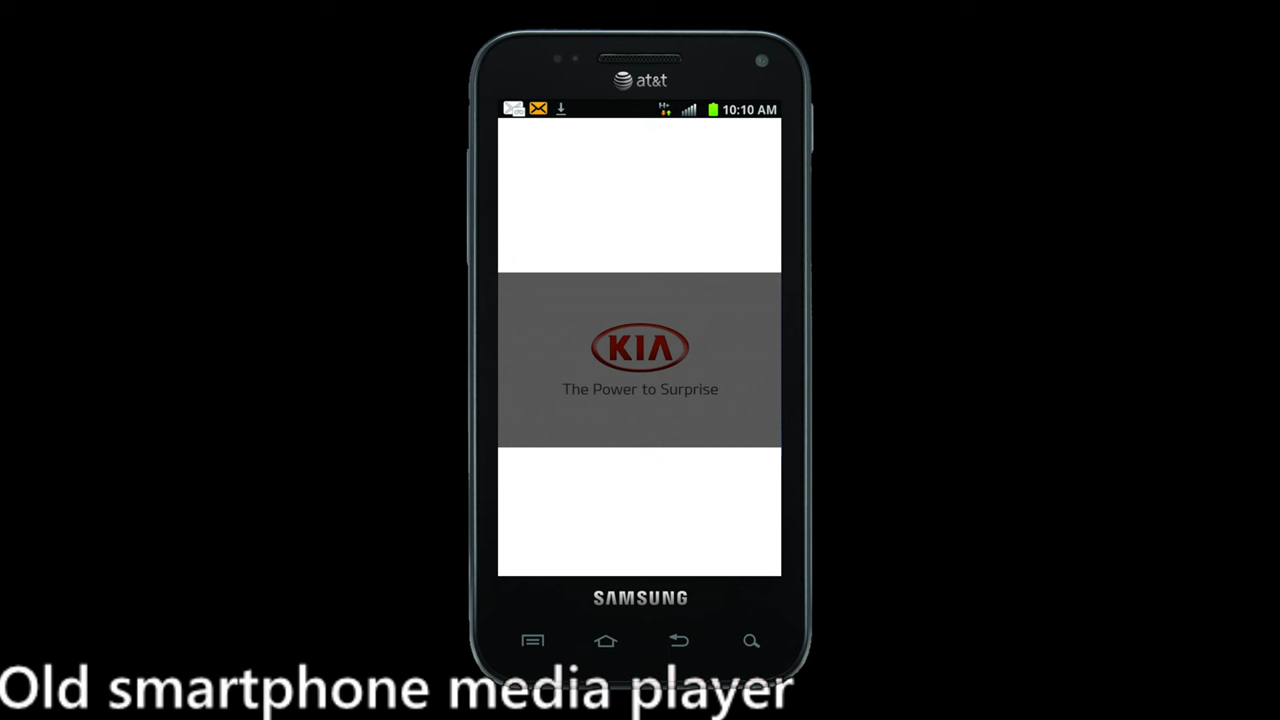 at&t
H+
10:10 AM
KIA
The Power to Surprise
SAMSUNG
Old smartphone media player